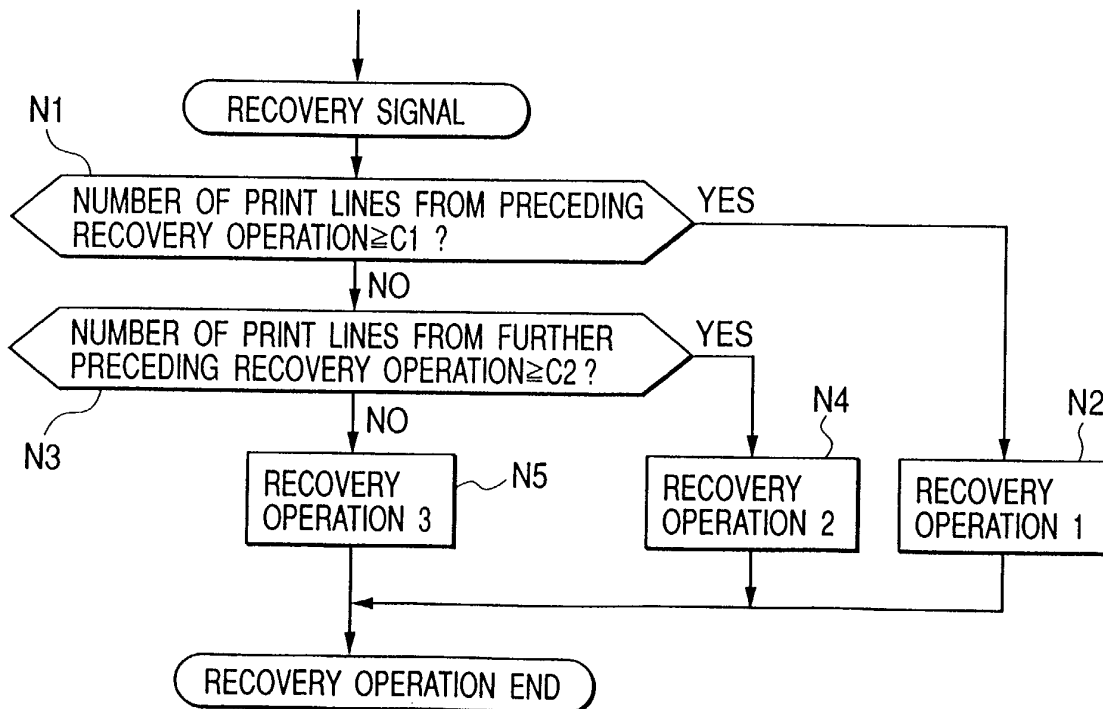 RECOVERY SIGNAL
N1
NUMBER OF PRINT LINES FROM PRECEDING
RECOVERY OPERATION≧C1 ?
YES
NO
NUMBER OF PRINT LINES FROM FURTHER
PRECEDING RECOVERY OPERATION≧C2 ?
YES
N3
NO
N4
N2
RECOVERY
OPERATION 3
N5
RECOVERY
OPERATION 2
RECOVERY
OPERATION 1
RECOVERY OPERATION END